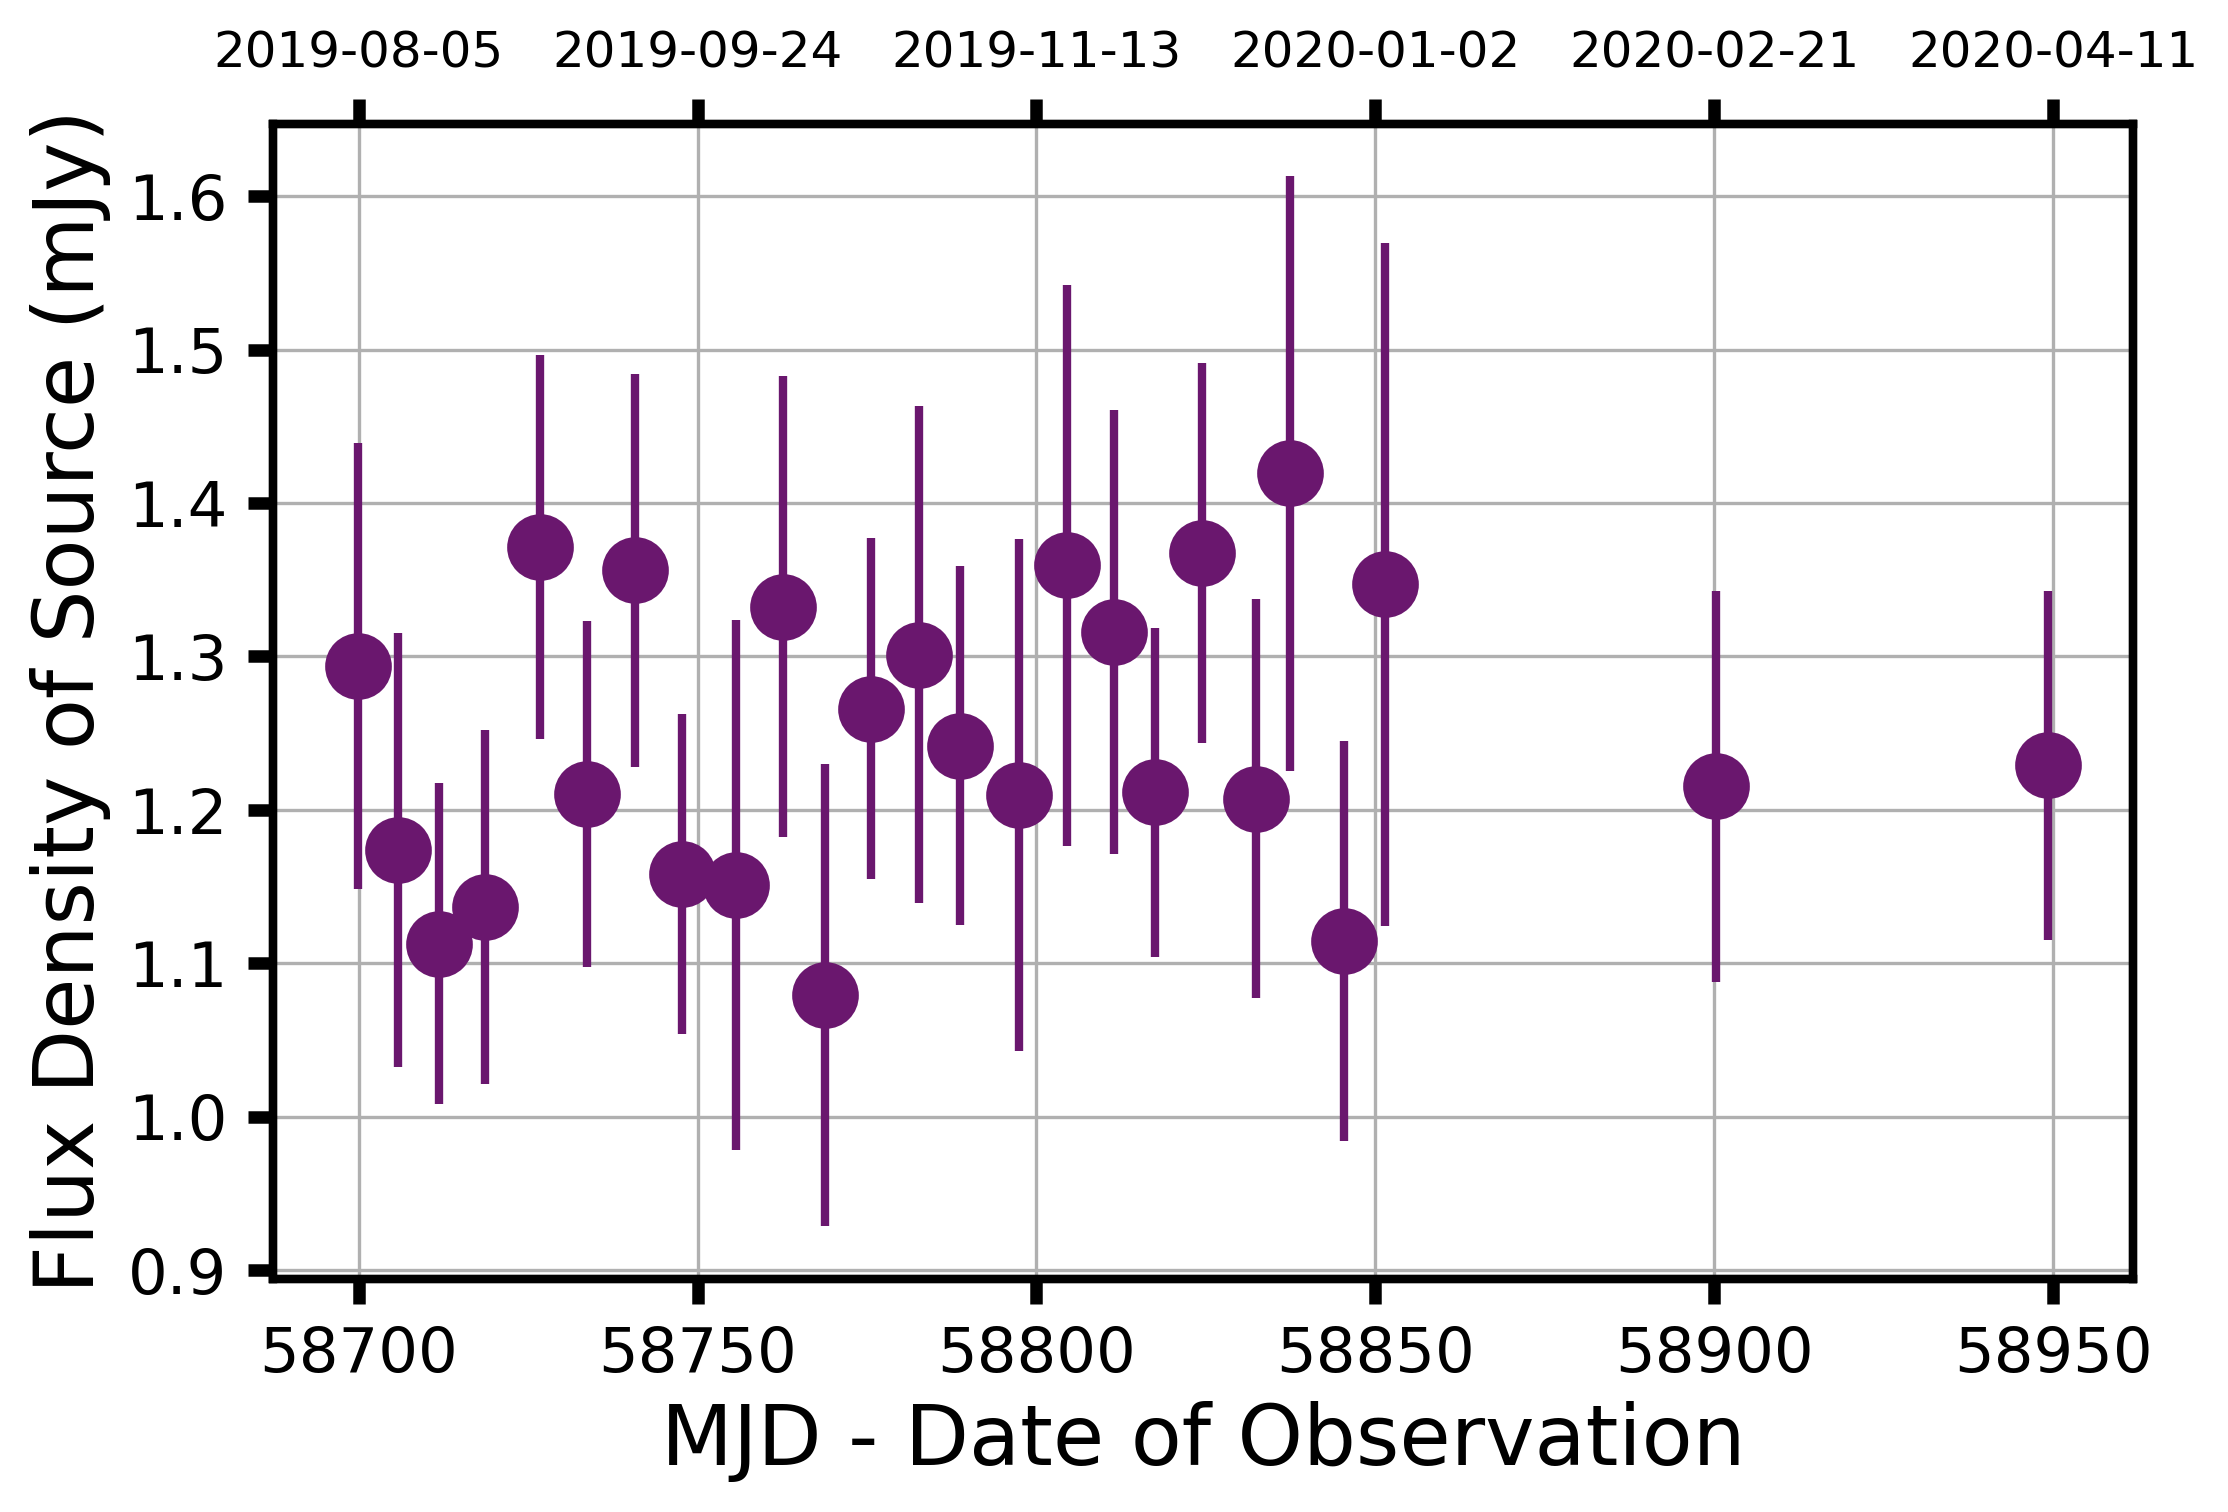 2019-08-05 2019-09-24 2019-11-13 2020-01-02 2020-02-21 2020-04-11
Flux Density of Source (mJy)
1.6
1.5
1.4
1.3
1.2
1.1
1.0
0.9
58700 58750 58800 58850 58900 58950
MJD - Date of Observation